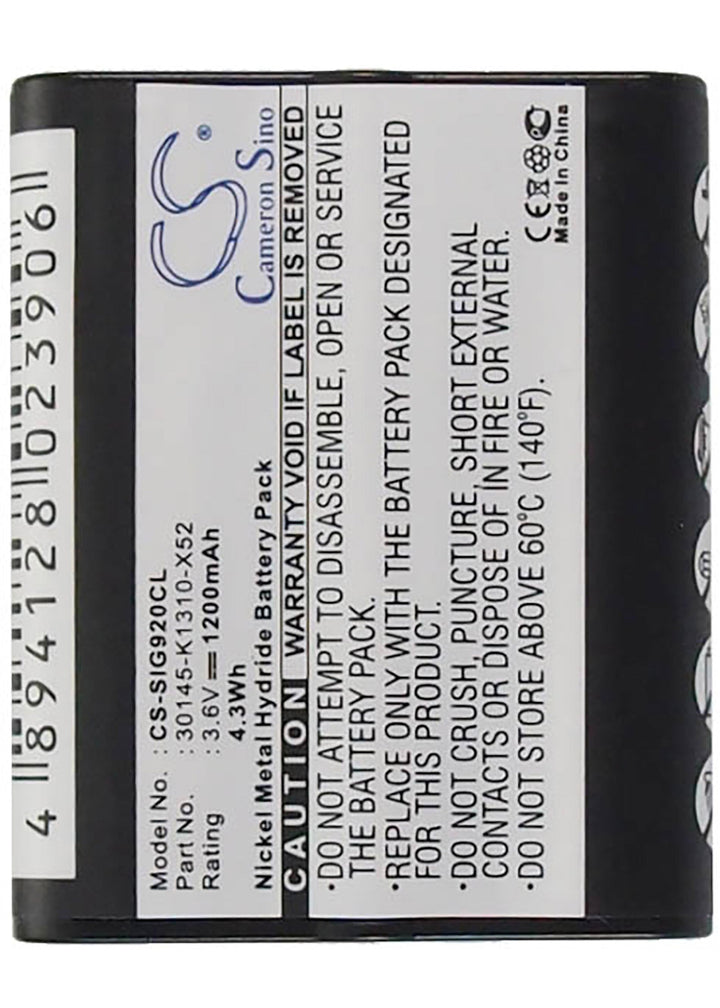 CS®
Cameron Sino
Model No. : CS-SIG920CL
Part No. : 30145-K1310-X52
Rating : 3.6V⎓1200mAh
4.3Wh
Nickel Metal Hydride Battery Pack
CAUTION WARRANTY VOID IF LABEL IS REMOVED
•DO NOT ATTEMPT TO DISASSEMBLE, OPEN OR SERVICE
THE BATTERY PACK.
•REPLACE ONLY WITH THE BATTERY PACK DESIGNATED
FOR THIS PRODUCT.
•DO NOT CRUSH, PUNCTURE, SHORT EXTERNAL
CONTACTS OR DISPOSE OF IN FIRE OR WATER.
•DO NOT STORE ABOVE 60°C (140°F).
CE
Made in China
4 894128 023906